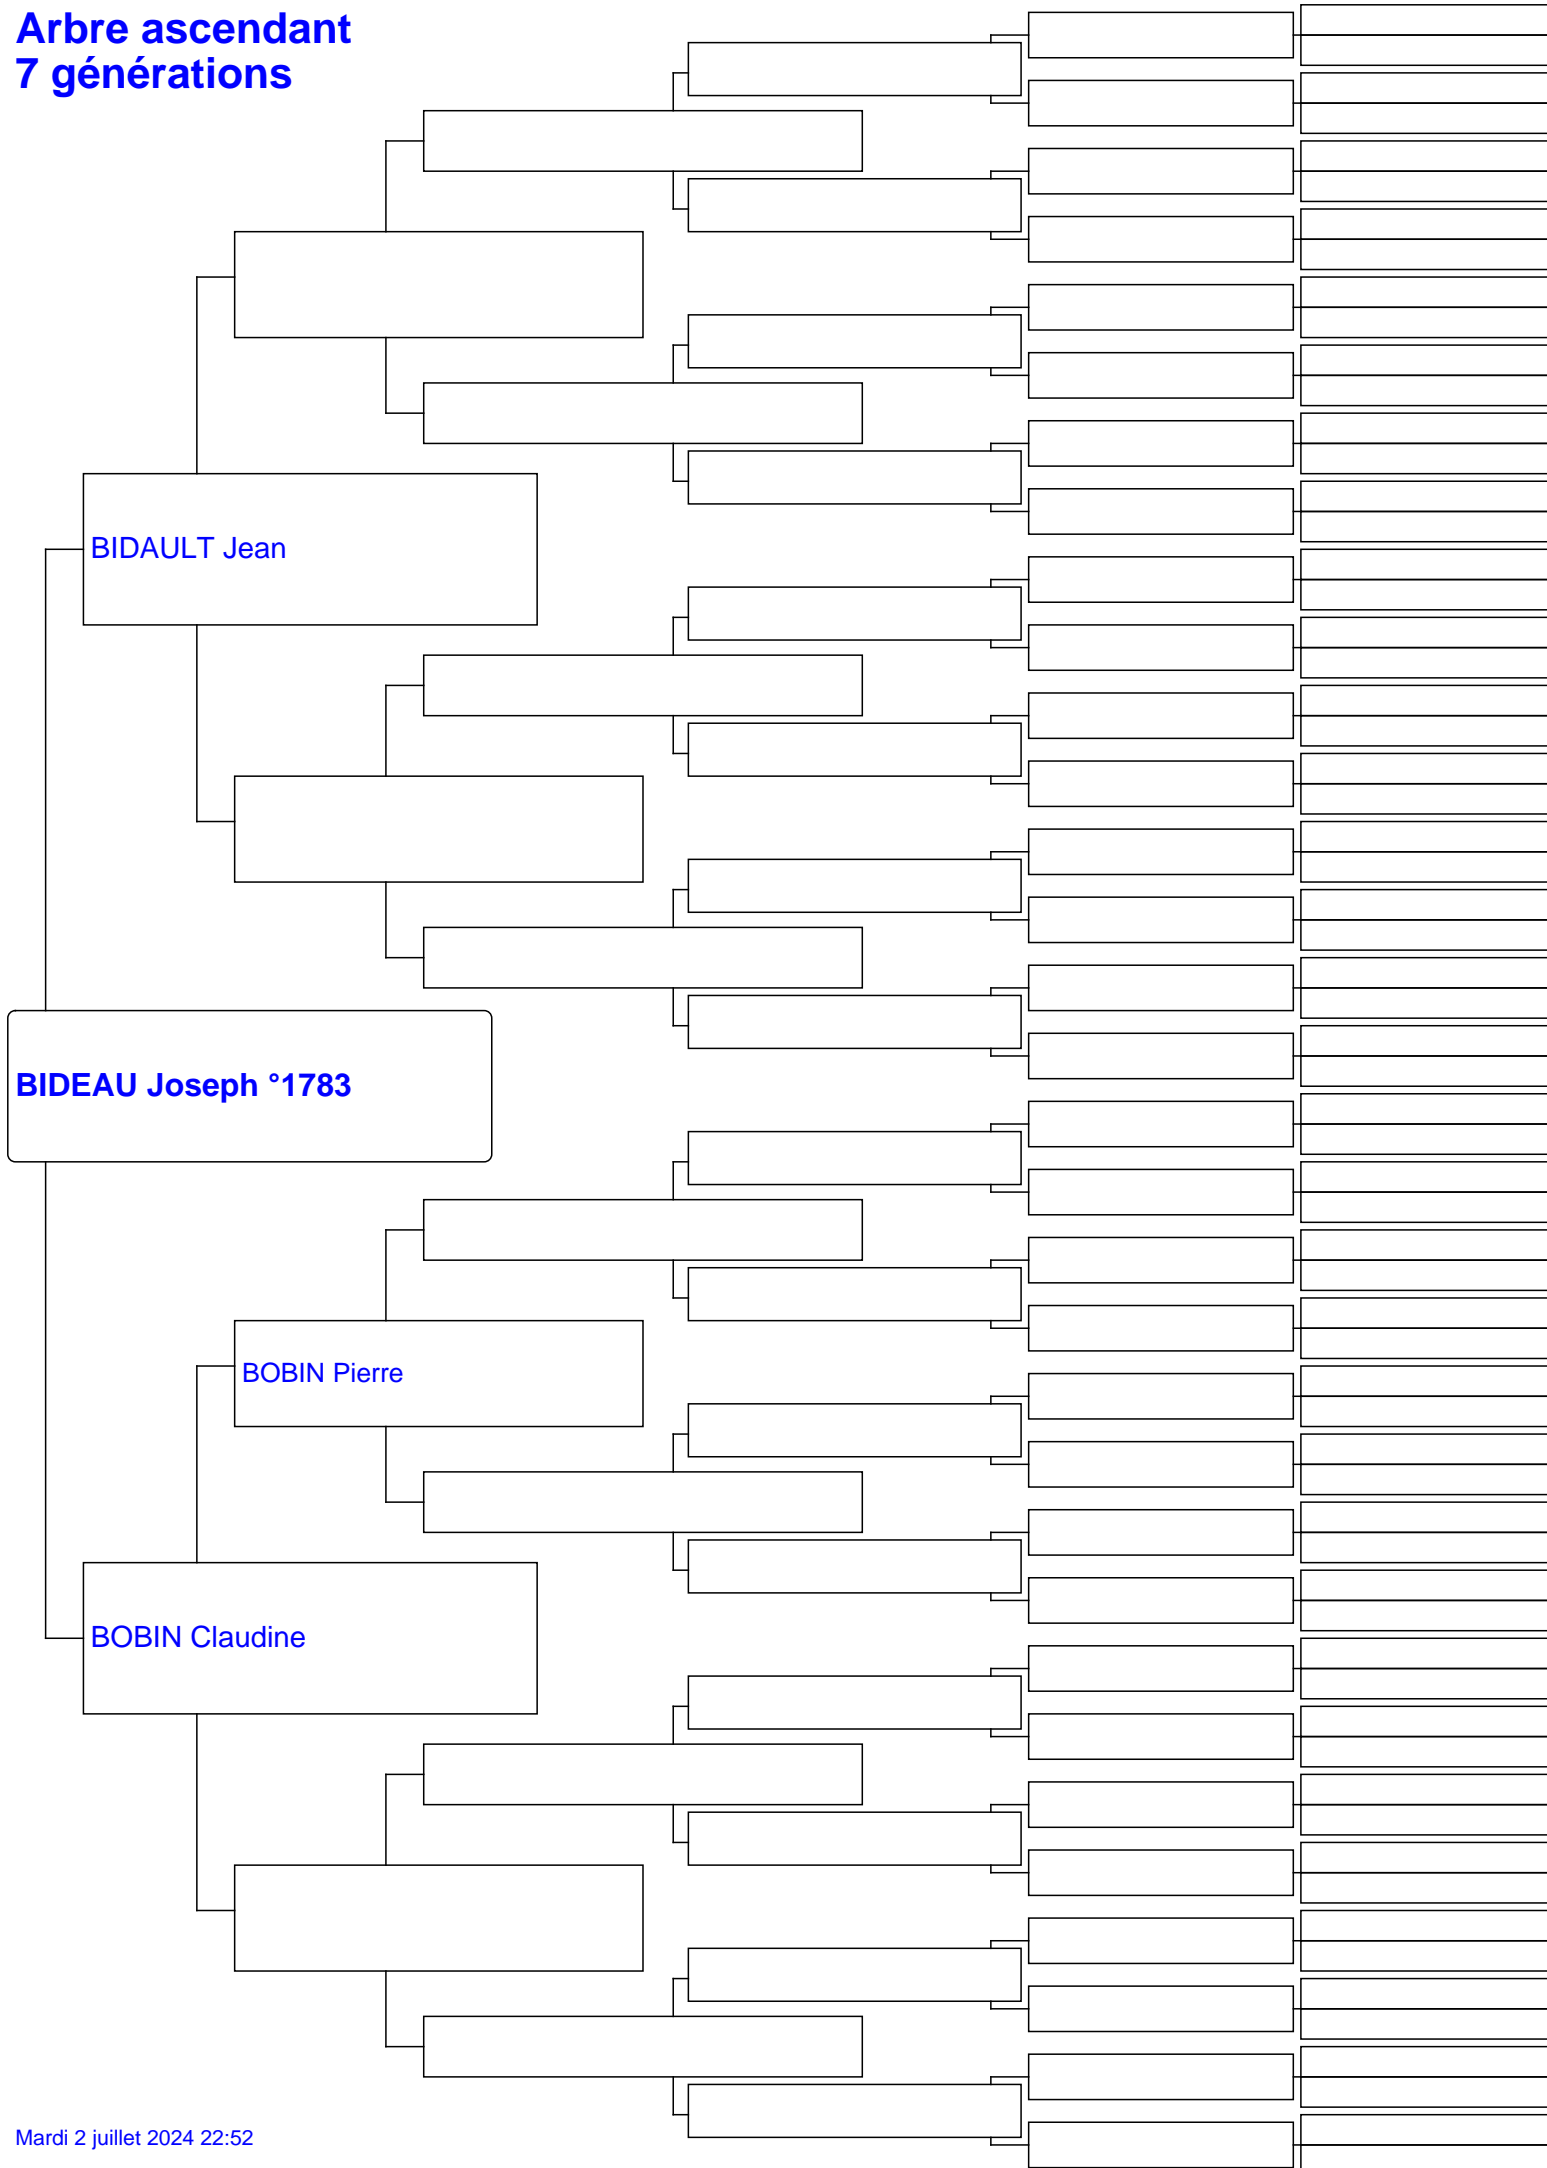 Arbre ascendant
7 générations
BIDAULT Jean
BIDEAU Joseph °1783
BOBIN Pierre
BOBIN Claudine
Mardi 2 juillet 2024 22:52